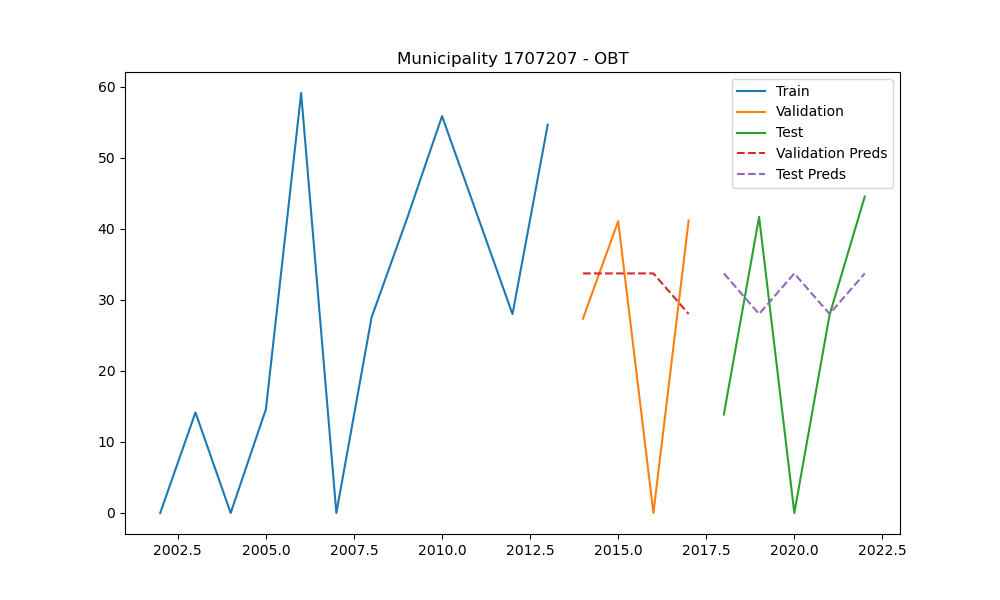 Municipality 1707207 - OBT
60
50
40
30
20
10
0
2002.5 2005.0 2007.5 2010.0 2012.5 2015.0 2017.5 2020.0 2022.5
Train
Validation
Test
Validation Preds
Test Preds